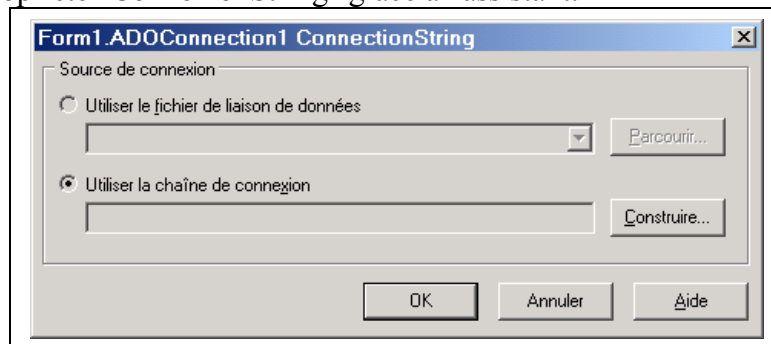 Form1.ADOConnection1 ConnectionString
Source de connexion
Utiliser le fichier de liaison de données
Parcourir...
Utiliser la chaîne de connexion
Construire...
OK Annuler Aide